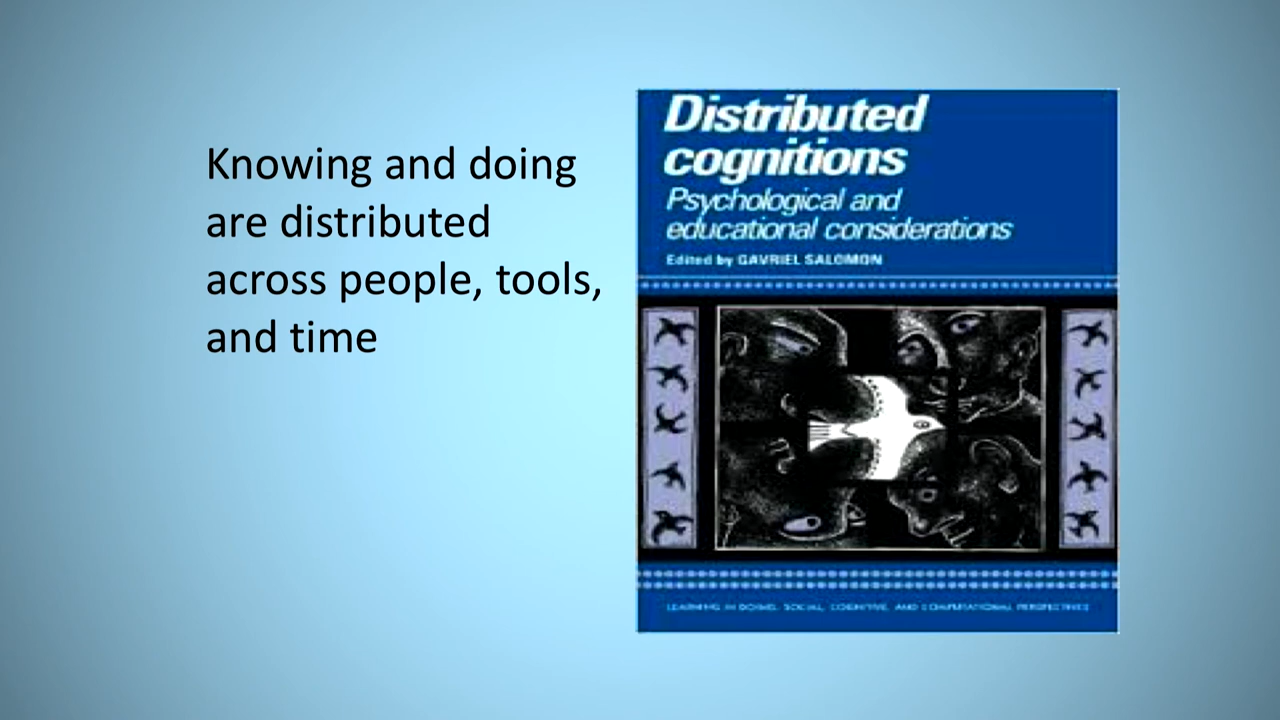 Knowing and doing
are distributed
across people, tools,
and time
Distributed
cognitions
Psychological and
educational considerations
Edited by GAVRIEL SALOMON
LEARNING IN DOING: SOCIAL, COGNITIVE, AND COMPUTATIONAL PERSPECTIVES